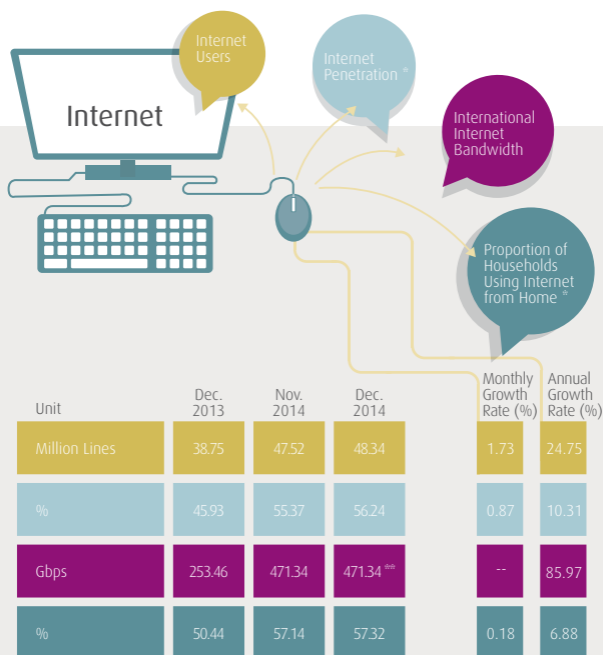 Internet
Internet
Users
Internet
Penetration *
International
Internet
Bandwidth
Proportion of
Households
Using Internet
from Home *
Unit
Dec.
2013
Nov.
2014
Dec.
2014
Monthly
Growth
Rate (%)
Annual
Growth
Rate (%)
Million Lines 38.75 47.52 48.34 1.73 24.75
% 45.93 55.37 56.24 0.87 10.31
Gbps 253.46 471.34 471.34 ** -- 85.97
% 50.44 57.14 57.32 0.18 6.88